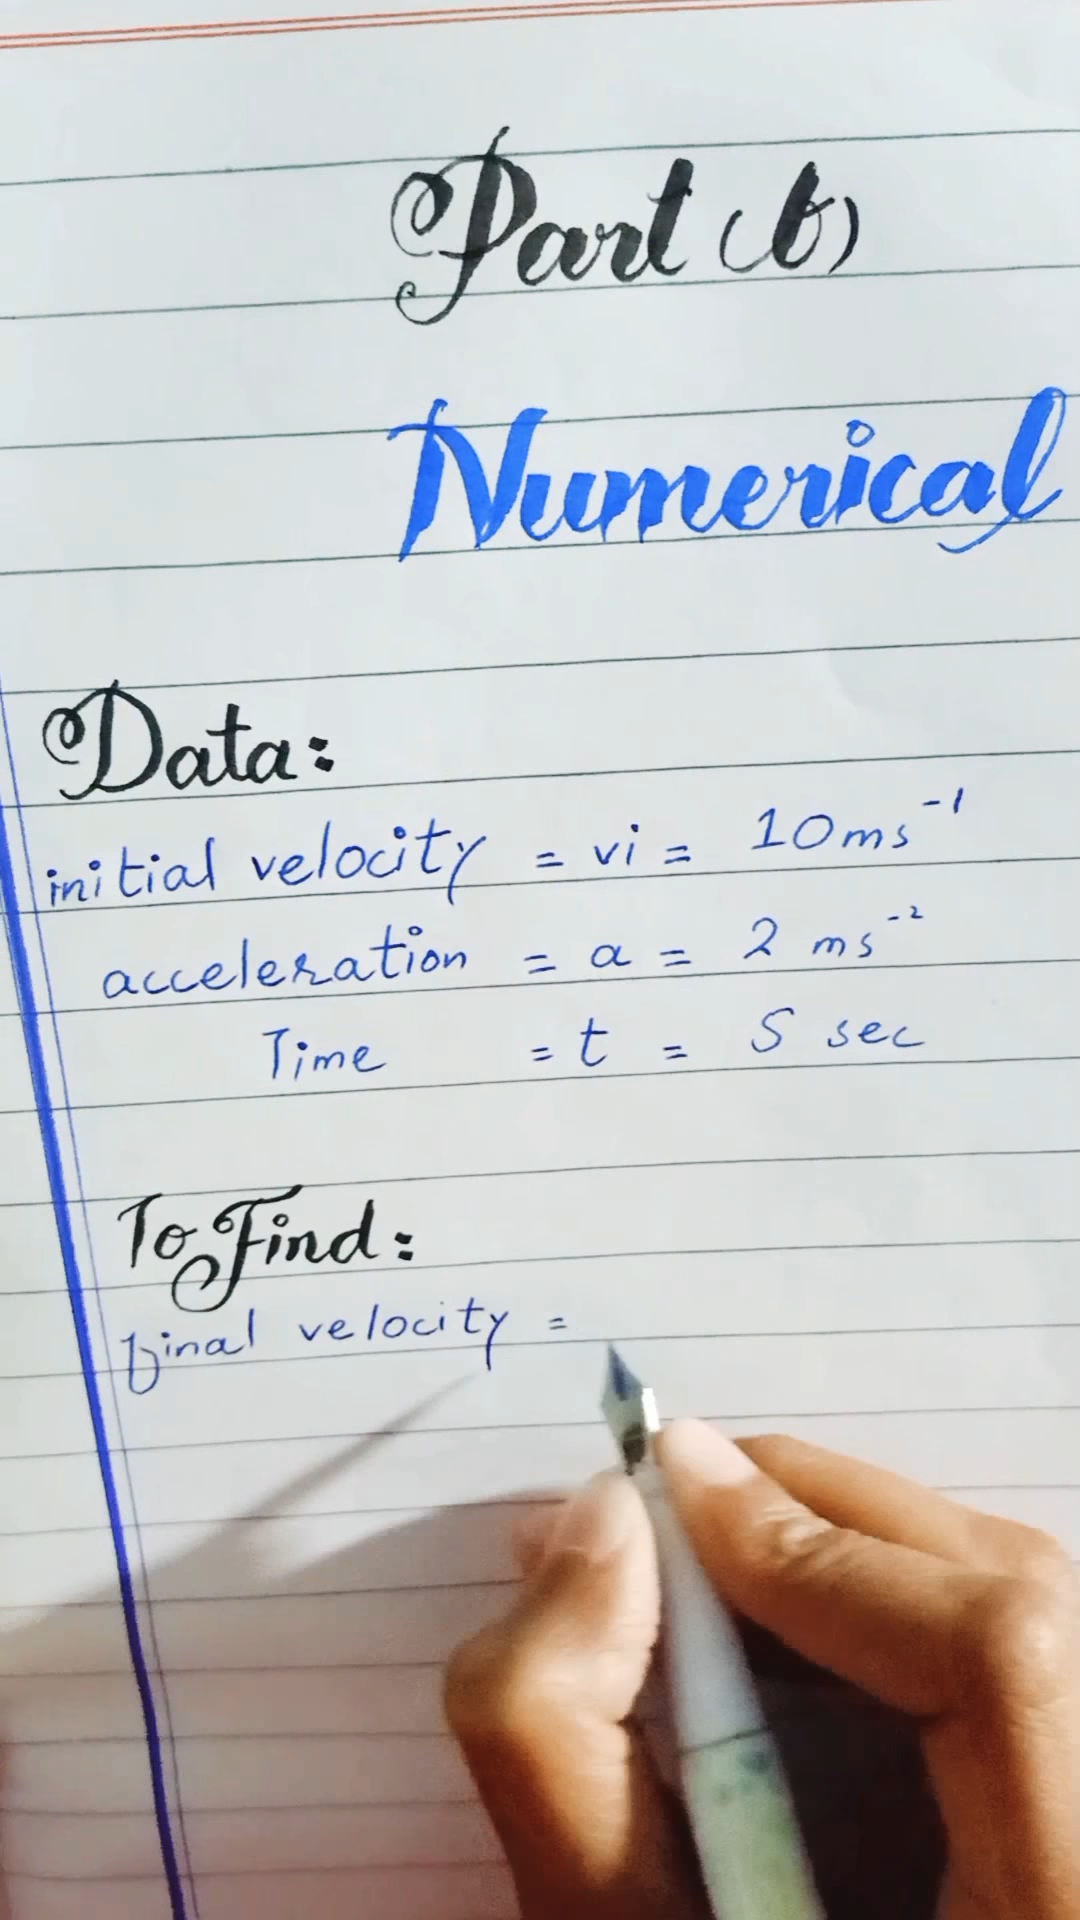 Part (b)
Numerical
Data:
initial velocity = vi = 10ms⁻¹
acceleration = a = 2 ms⁻²
Time = t = 5 sec
To Find:
final velocity =